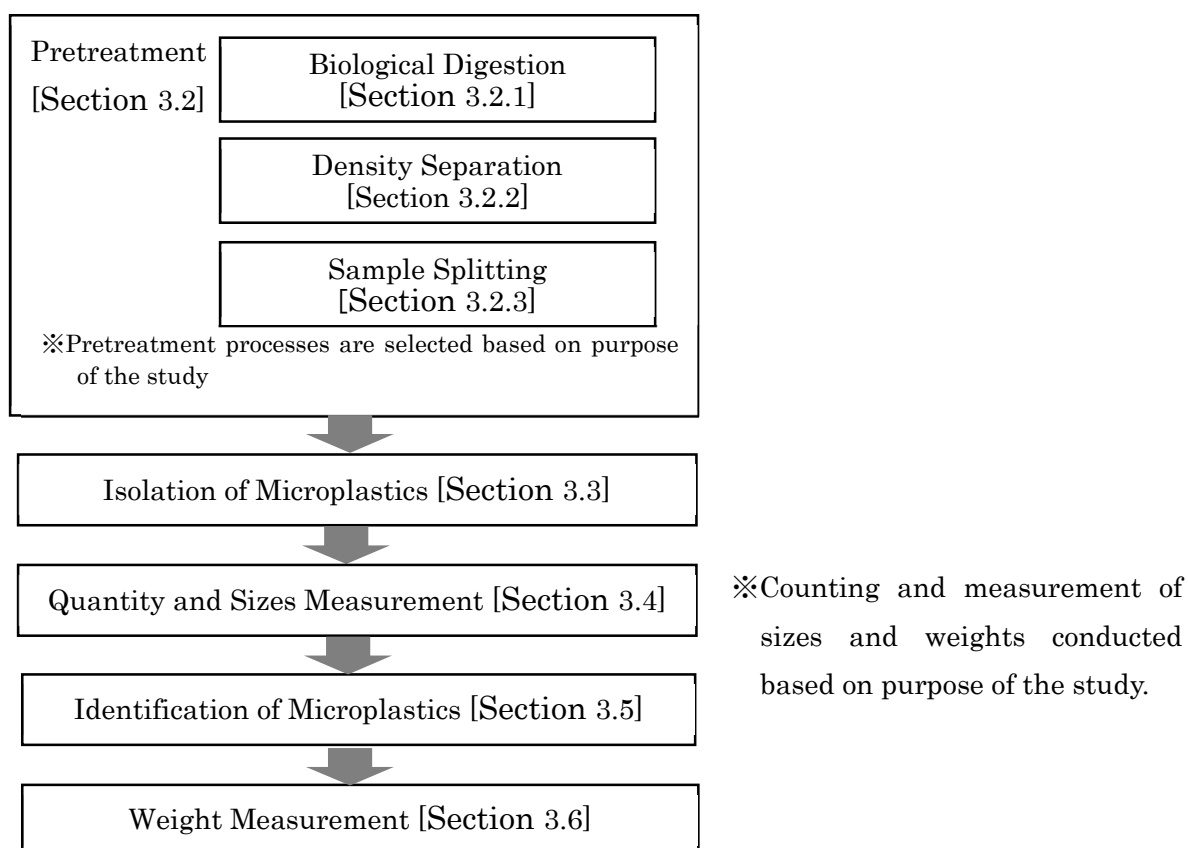 Pretreatment
[Section 3.2]
Biological Digestion
[Section 3.2.1]
Density Separation
[Section 3.2.2]
Sample Splitting
[Section 3.2.3]
※Pretreatment processes are selected based on purpose
of the study
Isolation of Microplastics [Section 3.3]
Quantity and Sizes Measurement [Section 3.4]
※Counting and measurement of
sizes and weights conducted
based on purpose of the study.
Identification of Microplastics [Section 3.5]
Weight Measurement [Section 3.6]